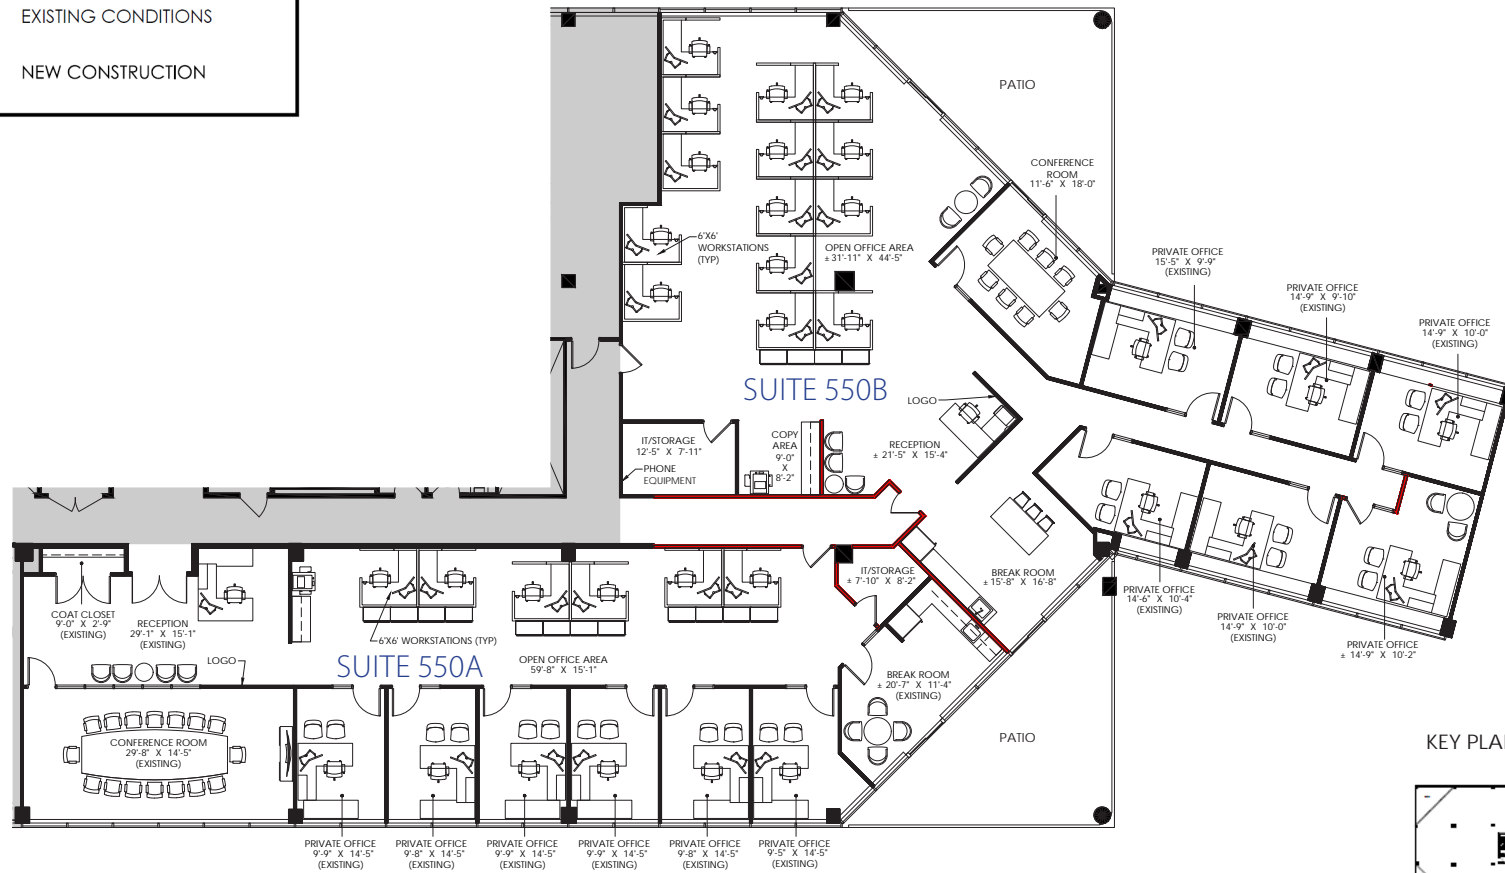 EXISTING CONDITIONS
NEW CONSTRUCTION
PATIO
CONFERENCE
ROOM
11'-6" X 18'-0"
6'X6'
WORKSTATIONS
(TYP)
OPEN OFFICE AREA
± 31'-11" X 44'-5"
PRIVATE OFFICE
15'-5" X 9'-9"
(EXISTING)
PRIVATE OFFICE
14'-9" X 9'-10"
(EXISTING)
PRIVATE OFFICE
14'-9" X 10'-0"
(EXISTING)
SUITE 550B
LOGO
IT/STORAGE
12'-5" X 7'-11"
PHONE
EQUIPMENT
COPY
AREA
9'-0"
X
8'-2"
RECEPTION
± 21'-5" X 15'-4"
IT/STORAGE
± 7'-10" X 8'-2"
BREAK ROOM
± 15'-8" X 16'-8"
PRIVATE OFFICE
14'-6" X 10'-4"
(EXISTING)
PRIVATE OFFICE
14'-9" X 10'-0"
(EXISTING)
PRIVATE OFFICE
± 14'-9" X 10'-2"
COAT CLOSET
9'-0" X 2'-9"
(EXISTING)
RECEPTION
29'-1" X 15'-1"
(EXISTING)
LOGO
6'X6' WORKSTATIONS (TYP)
SUITE 550A
OPEN OFFICE AREA
59'-8" X 15'-1"
BREAK ROOM
± 20'-7" X 11'-4"
(EXISTING)
CONFERENCE ROOM
29'-8" X 14'-5"
(EXISTING)
PATIO
KEY PLA
PRIVATE OFFICE
9'-9" X 14'-5"
(EXISTING)
PRIVATE OFFICE
9'-8" X 14'-5"
(EXISTING)
PRIVATE OFFICE
9'-9" X 14'-5"
(EXISTING)
PRIVATE OFFICE
9'-9" X 14'-5"
(EXISTING)
PRIVATE OFFICE
9'-8" X 14'-5"
(EXISTING)
PRIVATE OFFICE
9'-5" X 14'-5"
(EXISTING)